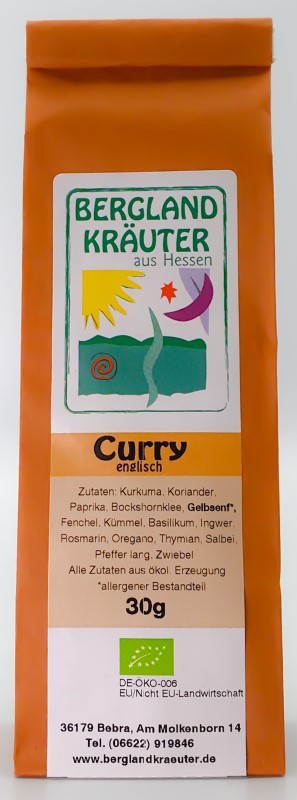 BERGLAND
KRÄUTER
aus Hessen
Curry
englisch
Zutaten: Kurkuma, Koriander,
Paprika, Bockshornklee, Gelbsenf*,
Fenchel, Kümmel, Basilikum, Ingwer,
Rosmarin, Oregano, Thymian, Salbei,
Pfeffer lang, Zwiebel
Alle Zutaten aus ökol. Erzeugung
*allergener Bestandteil
30g
DE-ÖKO-006
EU/Nicht EU-Landwirtschaft
36179 Bebra, Am Molkenborn 14
Tel. (06622) 919846
www.berglandkraeuter.de